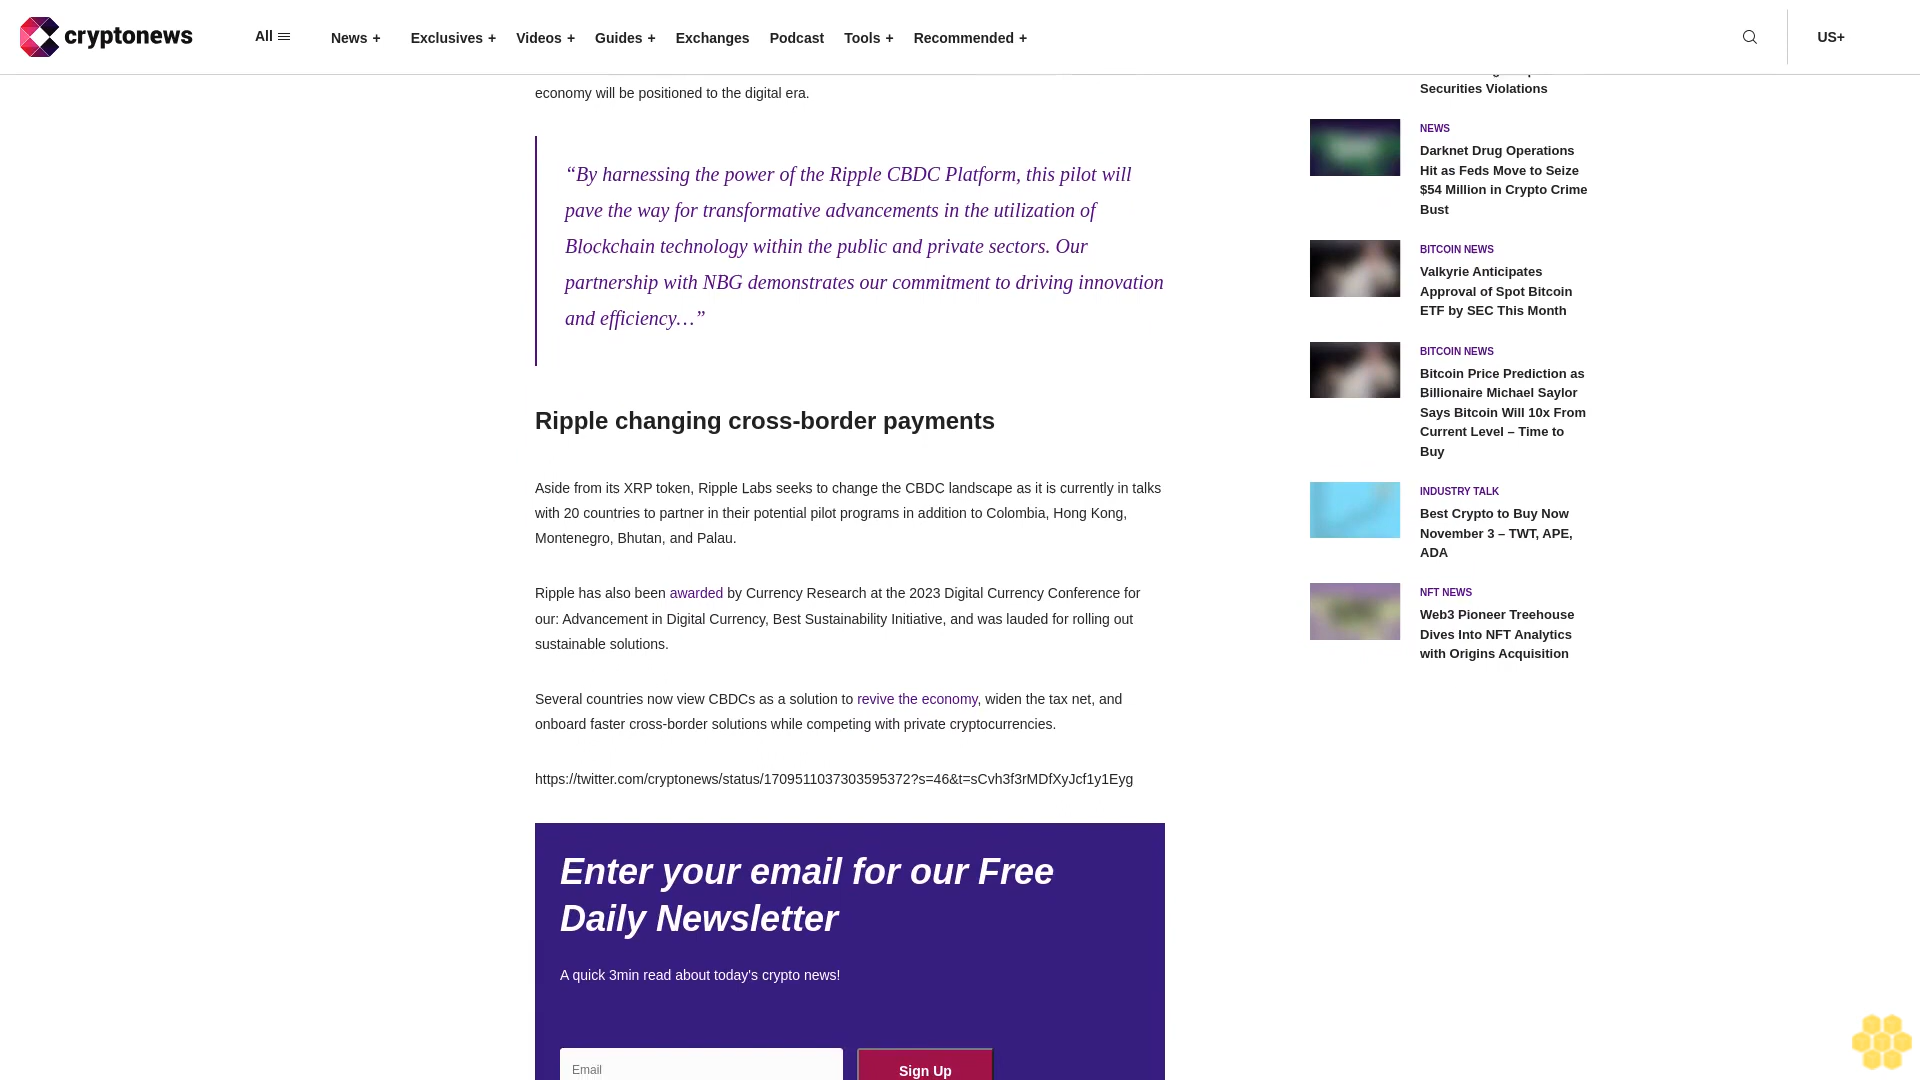 cryptonews
All
News +
Exclusives +
Videos +
Guides +
Exchanges
Podcast
Tools +
Recommended +
US+
economy will be positioned to the digital era.
“By harnessing the power of the Ripple CBDC Platform, this pilot will
pave the way for transformative advancements in the utilization of
Blockchain technology within the public and private sectors. Our
partnership with NBG demonstrates our commitment to driving innovation
and efficiency…”
Ripple changing cross-border payments
Aside from its XRP token, Ripple Labs seeks to change the CBDC landscape as it is currently in talks
with 20 countries to partner in their potential pilot programs in addition to Colombia, Hong Kong,
Montenegro, Bhutan, and Palau.
Ripple has also been awarded by Currency Research at the 2023 Digital Currency Conference for
our: Advancement in Digital Currency, Best Sustainability Initiative, and was lauded for rolling out
sustainable solutions.
Several countries now view CBDCs as a solution to revive the economy, widen the tax net, and
onboard faster cross-border solutions while competing with private cryptocurrencies.
https://twitter.com/cryptonews/status/1709511037303595372?s=46&t=sCvh3f3rMDfXyJcf1y1Eyg
Enter your email for our Free
Daily Newsletter
A quick 3min read about today's crypto news!
Email
Sign Up
Securities Violations
NEWS
Darknet Drug Operations
Hit as Feds Move to Seize
$54 Million in Crypto Crime
Bust
BITCOIN NEWS
Valkyrie Anticipates
Approval of Spot Bitcoin
ETF by SEC This Month
BITCOIN NEWS
Bitcoin Price Prediction as
Billionaire Michael Saylor
Says Bitcoin Will 10x From
Current Level – Time to
Buy
INDUSTRY TALK
Best Crypto to Buy Now
November 3 – TWT, APE,
ADA
NFT NEWS
Web3 Pioneer Treehouse
Dives Into NFT Analytics
with Origins Acquisition